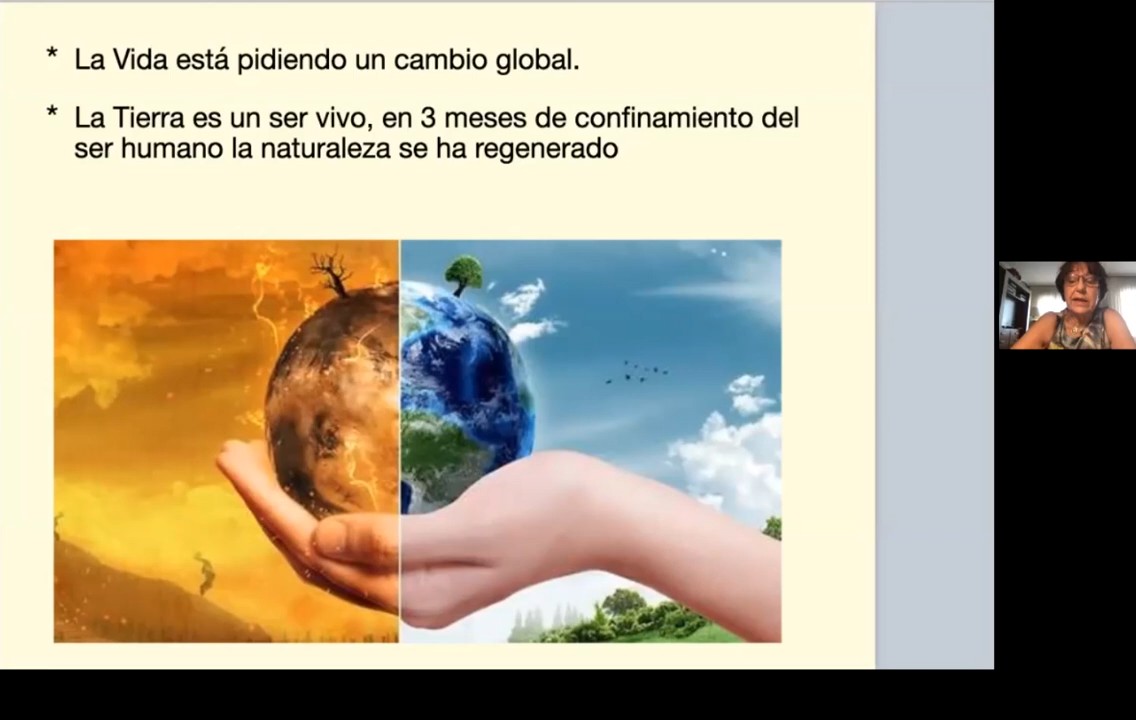 * La Vida está pidiendo un cambio global.
* La Tierra es un ser vivo, en 3 meses de confinamiento del
ser humano la naturaleza se ha regenerado